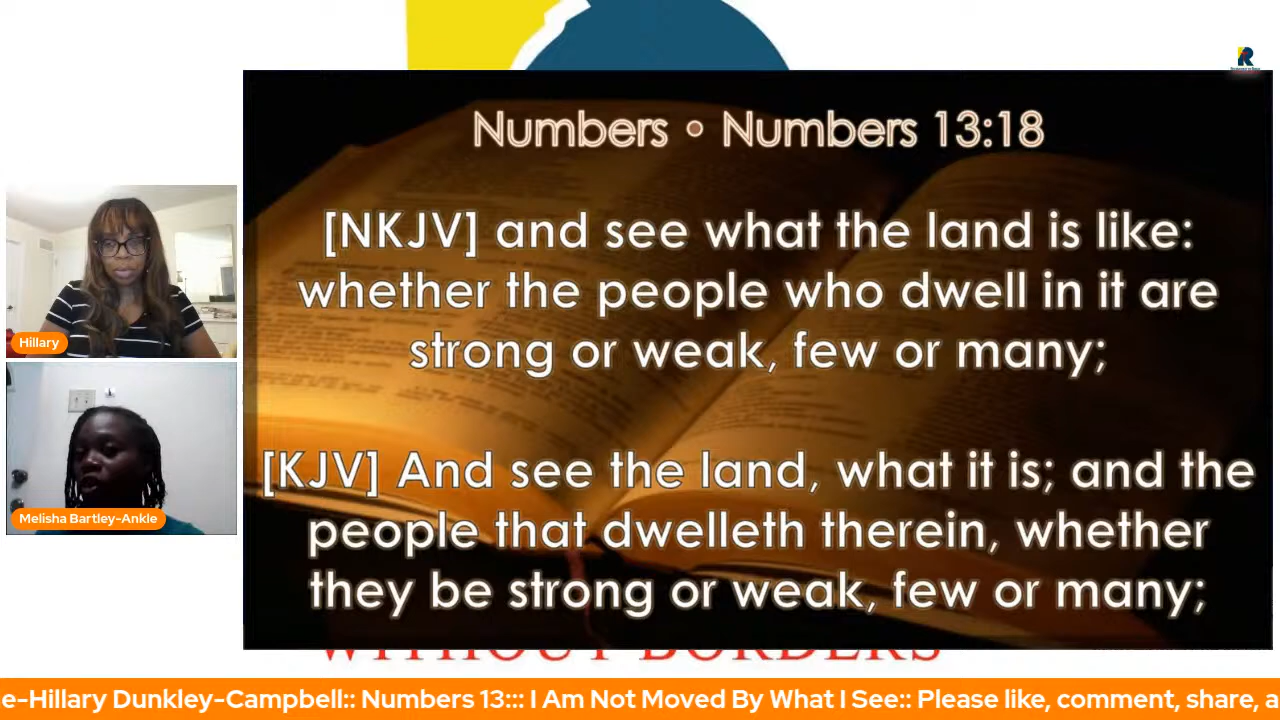 R
Numbers • Numbers 13:18
[NKJV] and see what the land is like:
whether the people who dwell in it are
strong or weak, few or many;
[KJV] And see the land, what it is; and the
people that dwelleth therein, whether
they be strong or weak, few or many;
Hillary
Melisha Bartley-Ankle
WITHOUT BORDERS
e-Hillary Dunkley-Campbell:: Numbers 13::: I Am Not Moved By What I See:: Please like, comment, share, a